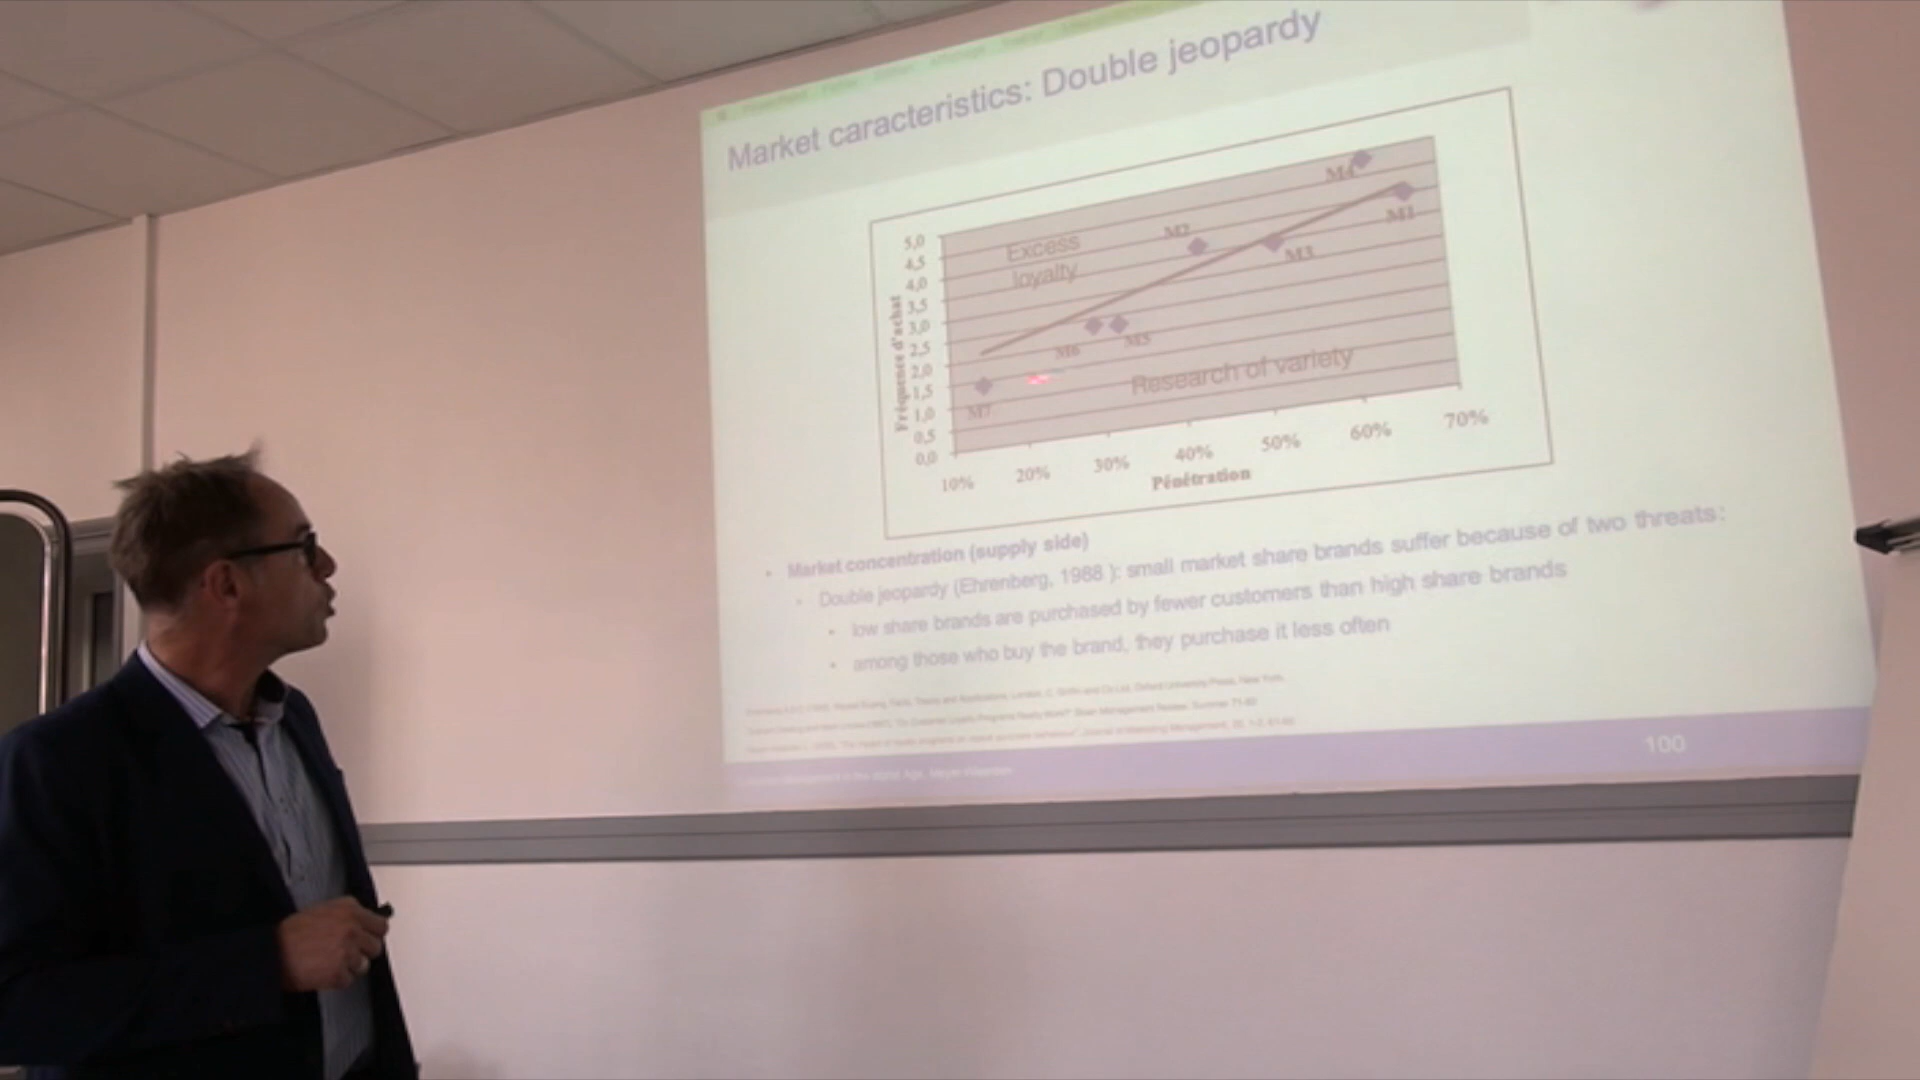 Market caracteristics: Double jeopardy
5,0
4,5
4,0
3,5
3,0
2,5
2,0
1,5
1,0
0,5
0,0
Fréquence d'achat
Excess
loyalty
M4
M1
M2
M3
M6
M5
M7
Research of variety
10%
20%
30%
40%
50%
60%
70%
Pénétration
• Market concentration (supply side)
• Double jeopardy (Ehrenberg, 1988 ): small market share brands suffer because of two threats:
• low share brands are purchased by fewer customers than high share brands
• among those who buy the brand, they purchase it less often
100